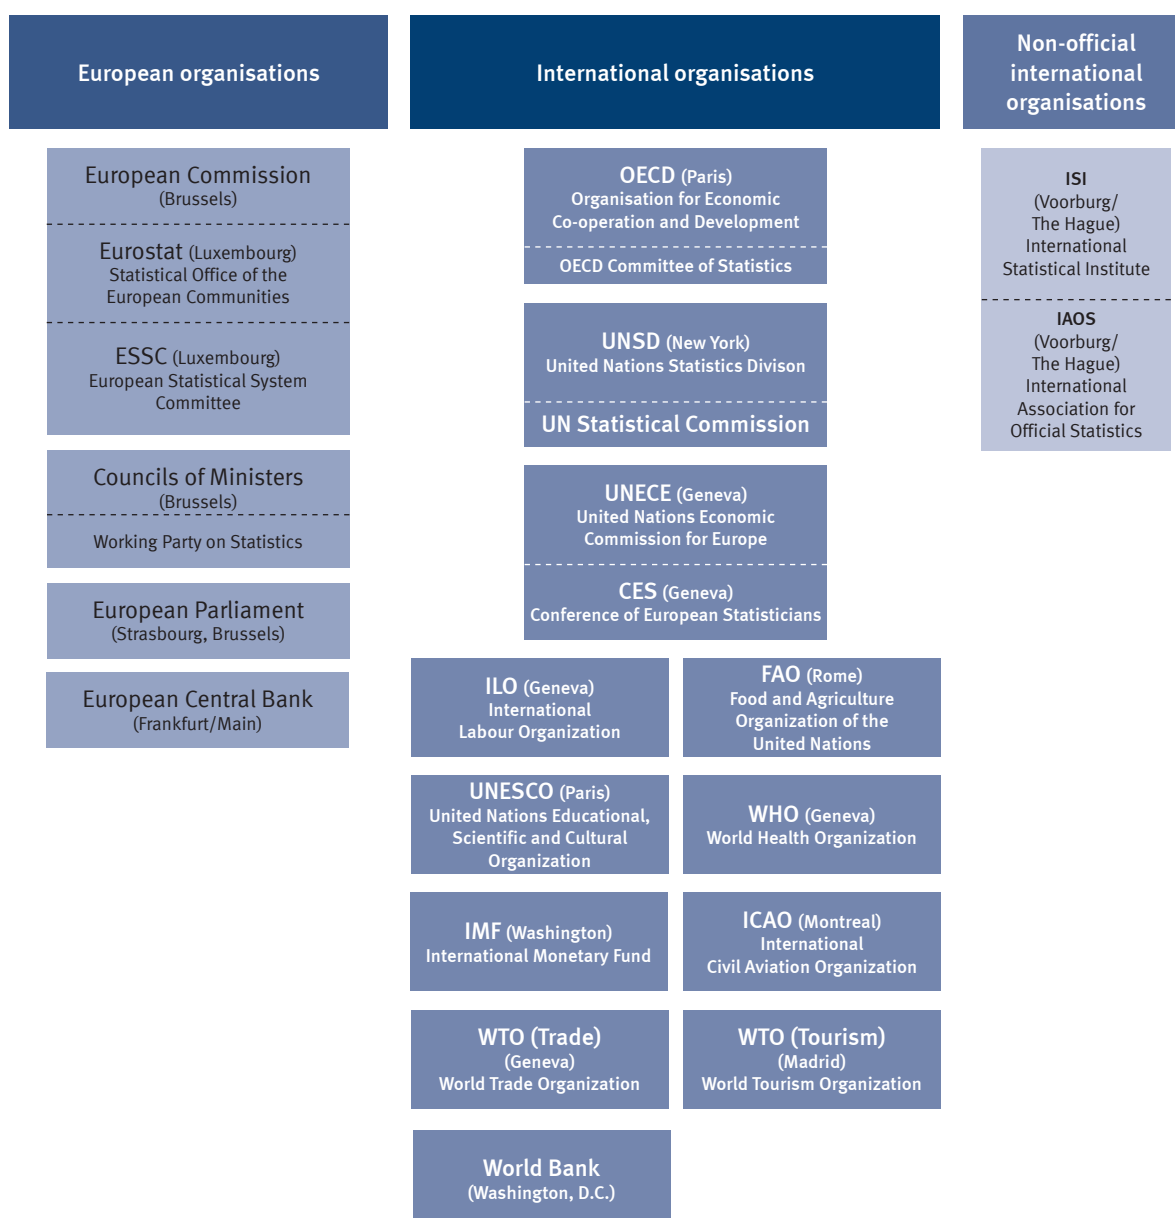 European organisations
European Commission
(Brussels)
Eurostat (Luxembourg)
Statistical Office of the
European Communities
ESSC (Luxembourg)
European Statistical System
Committee
Councils of Ministers
(Brussels)
Working Party on Statistics
European Parliament
(Strasbourg, Brussels)
European Central Bank
(Frankfurt/Main)
International organisations
OECD (Paris)
Organisation for Economic
Co-operation and Development
OECD Committee of Statistics
UNSD (New York)
United Nations Statistics Divison
UN Statistical Commission
UNECE (Geneva)
United Nations Economic
Commission for Europe
CES (Geneva)
Conference of European Statisticians
ILO (Geneva)
International
Labour Organization
FAO (Rome)
Food and Agriculture
Organization of the
United Nations
UNESCO (Paris)
United Nations Educational,
Scientific and Cultural
Organization
WHO (Geneva)
World Health Organization
IMF (Washington)
International Monetary Fund
ICAO (Montreal)
International
Civil Aviation Organization
WTO (Trade)
(Geneva)
World Trade Organization
WTO (Tourism)
(Madrid)
World Tourism Organization
World Bank
(Washington, D.C.)
Non-official
international
organisations
ISI
(Voorburg/
The Hague)
International
Statistical Institute
IAOS
(Voorburg/
The Hague)
International
Association for
Official Statistics